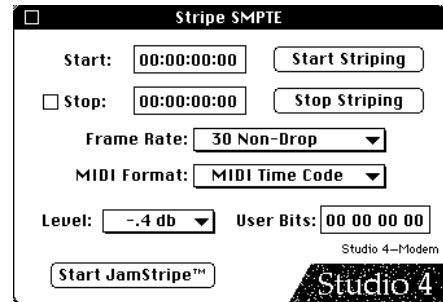 Stripe SMPTE
Start: 00:00:00:00 Start Striping
Stop: 00:00:00:00 Stop Striping
Frame Rate: 30 Non-Drop
MIDI Format: MIDI Time Code
Level: -.4 db User Bits: 00 00 00 00
Studio 4–Modem
Start JamStripe™ Studio 4